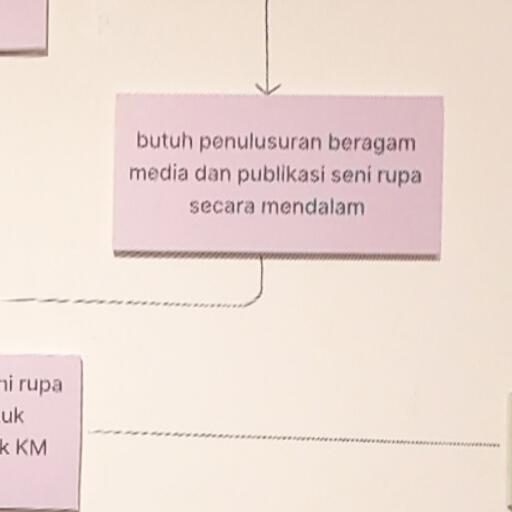 butuh penulusuran beragam
media dan publikasi seni rupa
secara mendalam
ni rupa
uk
k KM